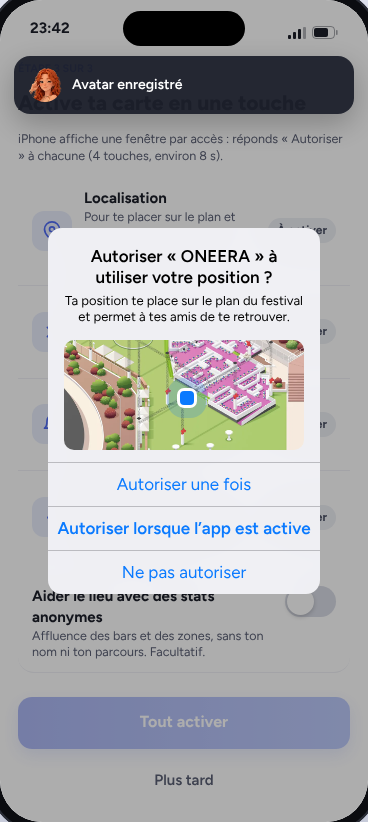 23:42
Avatar enregistré
Active ta carte en une touche
iPhone affiche une fenêtre par accès : réponds « Autoriser
» à chacune (4 touches, environ 8 s).
Localisation
Pour te placer sur le plan et
Autoriser « ONEERA » à
utiliser votre position ?
Ta position te place sur le plan du festival
et permet à tes amis de te retrouver.
Autoriser une fois
Autoriser lorsque l’app est active
Ne pas autoriser
Aider le lieu avec des stats
anonymes
Affluence des bars et des zones, sans ton
nom ni ton parcours. Facultatif.
Tout activer
Plus tard